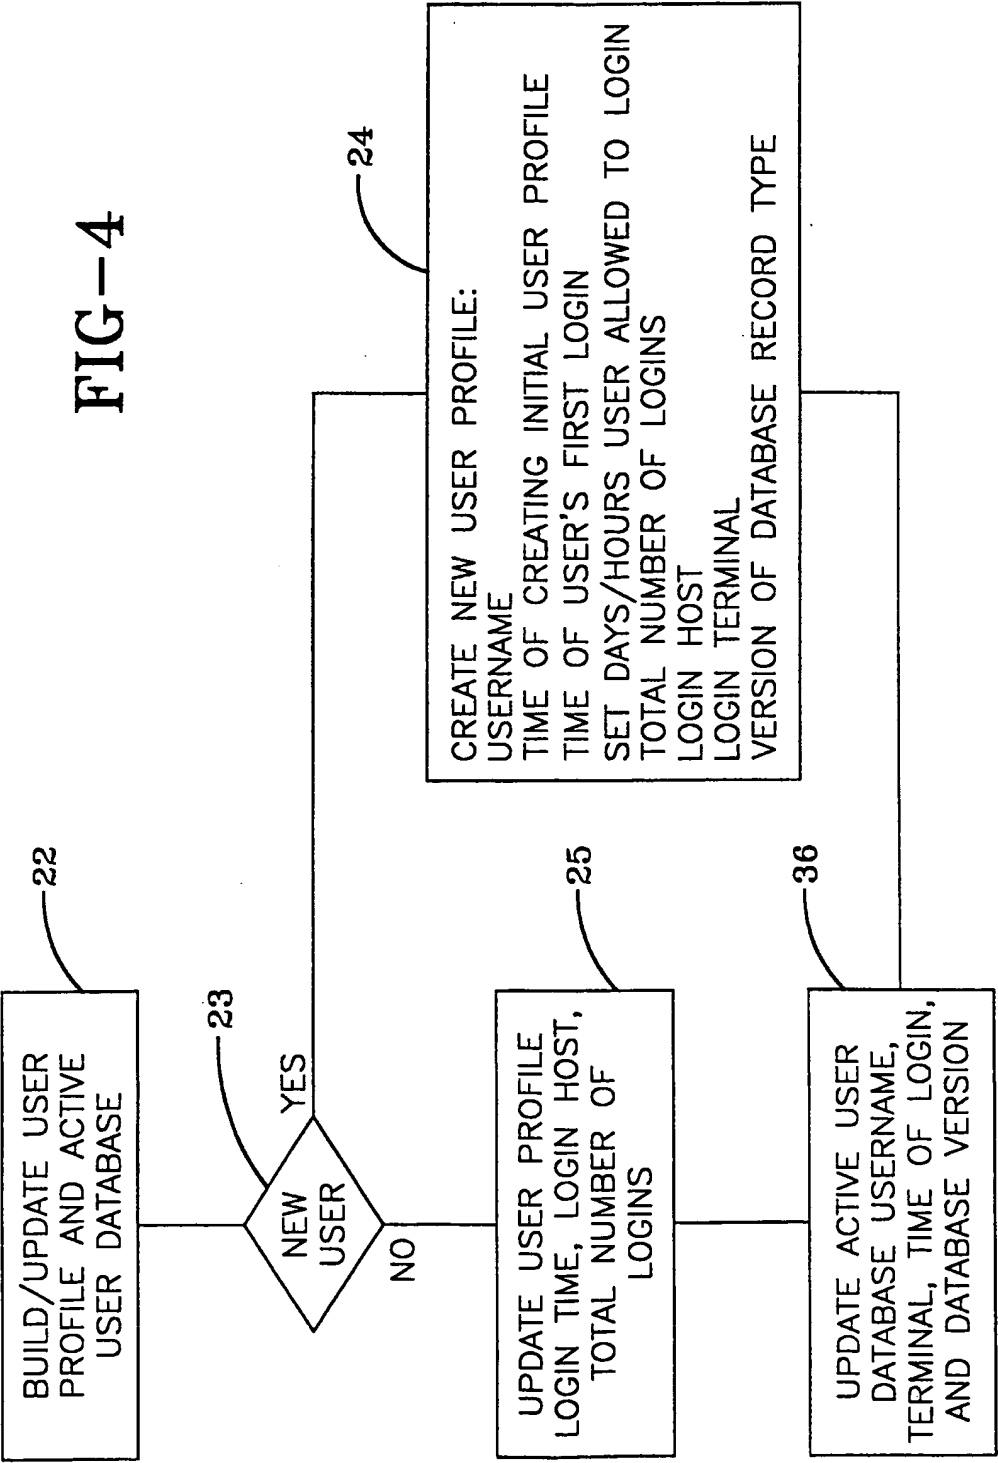 FIG-4
22
BUILD/UPDATE USER
PROFILE AND ACTIVE
USER DATABASE
23
NEW
USER
YES
NO
24
CREATE NEW USER PROFILE:
USERNAME
TIME OF CREATING INITIAL USER PROFILE
TIME OF USER'S FIRST LOGIN
SET DAYS/HOURS USER ALLOWED TO LOGIN
TOTAL NUMBER OF LOGINS
LOGIN HOST
LOGIN TERMINAL
VERSION OF DATABASE RECORD TYPE
25
UPDATE USER PROFILE
LOGIN TIME, LOGIN HOST,
TOTAL NUMBER OF
LOGINS
36
UPDATE ACTIVE USER
DATABASE USERNAME,
TERMINAL, TIME OF LOGIN,
AND DATABASE VERSION